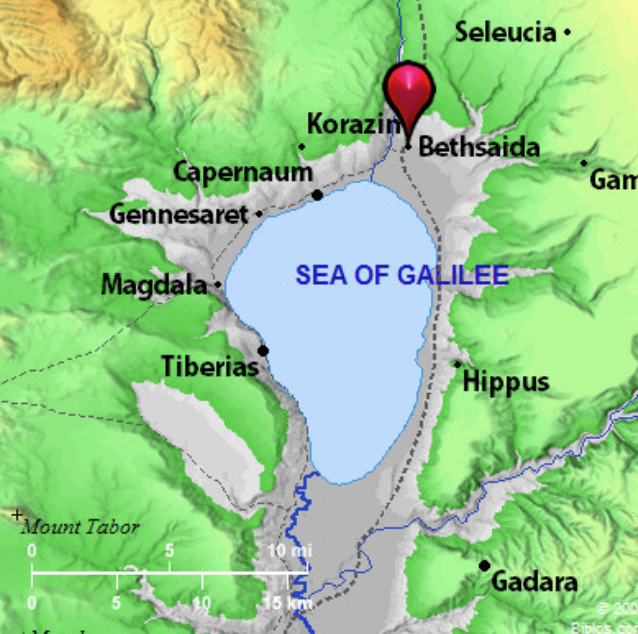 Seleucia
Korazin
Bethsaida
Capernaum
Gam
Gennesaret
SEA OF GALILEE
Magdala
Tiberias
Hippus
Mount Tabor
0 5 10 mi
0 5 10 15 km
Gadara
© 200